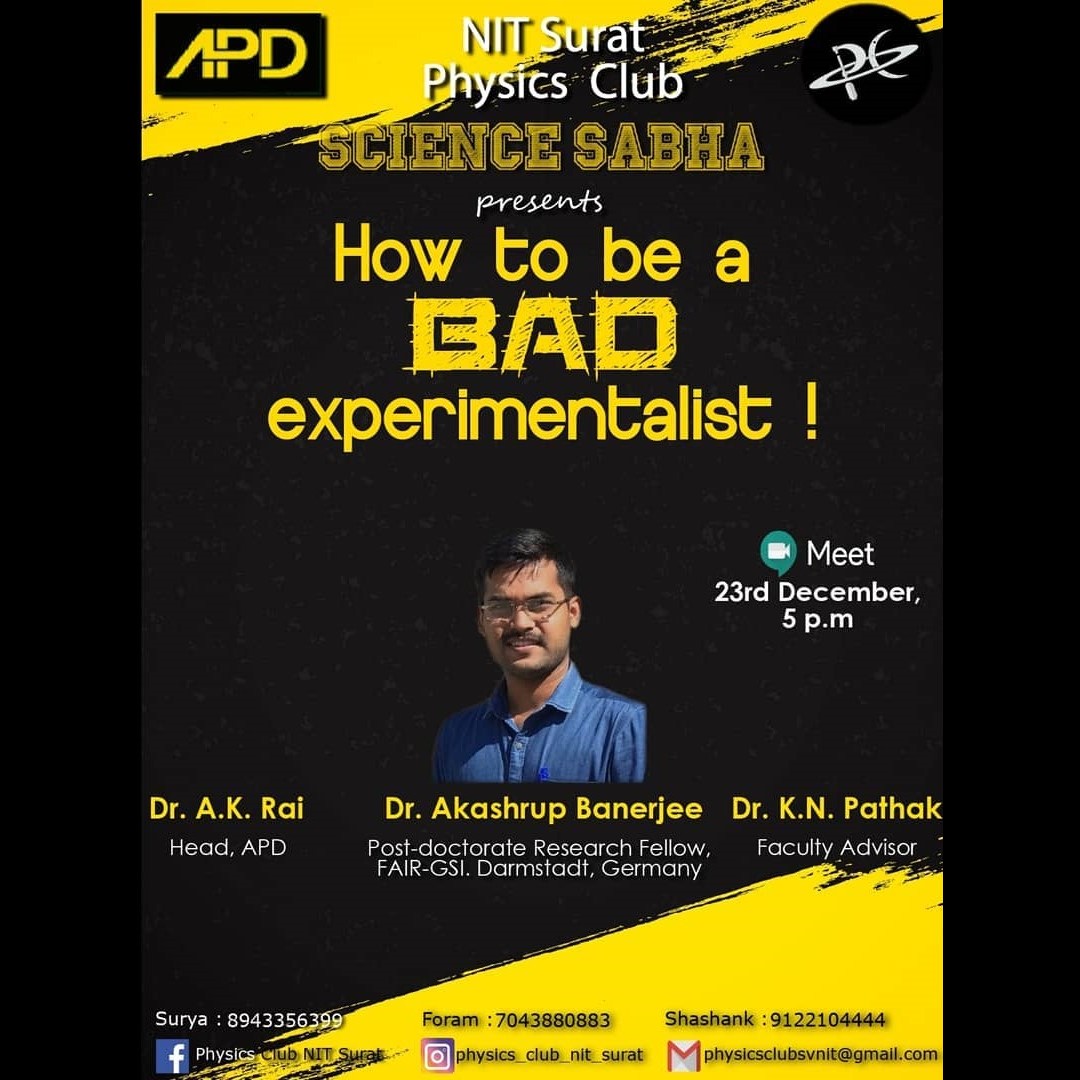 APD
NIT Surat
Physics Club
SCIENCE SABHA
presents
How to be a
BAD
experimentalist !
Meet
23rd December,
5 p.m
Dr. A.K. Rai
Head, APD
Dr. Akashrup Banerjee
Post-doctorate Research Fellow,
FAIR-GSI. Darmstadt, Germany
Dr. K.N. Pathak
Faculty Advisor
Surya : 8943356399
Foram : 7043880883
Shashank : 9122104444
Physics Club NIT Surat
physics_club_nit_surat
physicsclubsvnit@gmail.com